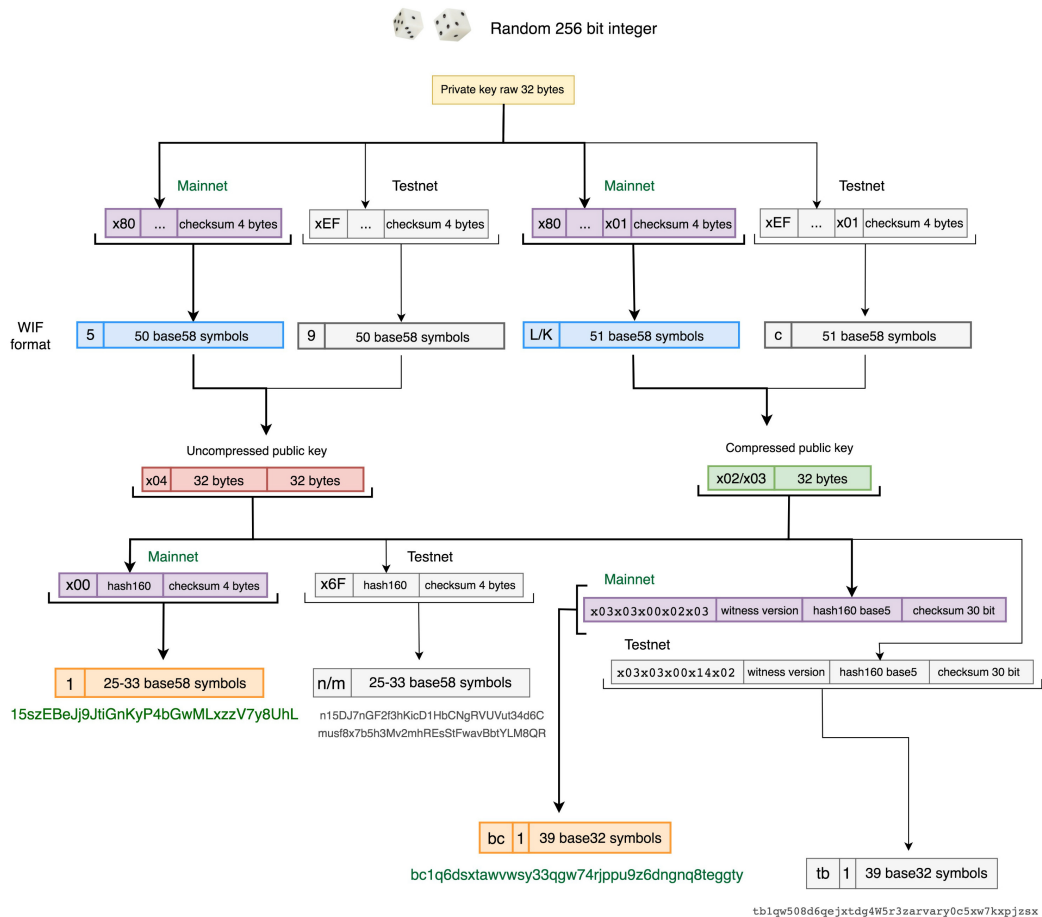 Random 256 bit integer
Private key raw 32 bytes
Mainnet
Testnet
Mainnet
Testnet
x80 ... checksum 4 bytes
xEF ... checksum 4 bytes
x80 ... x01 checksum 4 bytes
xEF ... x01 checksum 4 bytes
WIF
format
5 50 base58 symbols
9 50 base58 symbols
L/K 51 base58 symbols
c 51 base58 symbols
Uncompressed public key
Compressed public key
x04 32 bytes 32 bytes
x02/x03 32 bytes
Mainnet
Testnet
x00 hash160 checksum 4 bytes
x6F hash160 checksum 4 bytes
Mainnet
x03x03x00x02x03 witness version hash160 base5 checksum 30 bit
Testnet
x03x03x00x14x02 witness version hash160 base5 checksum 30 bit
1 25-33 base58 symbols
n/m 25-33 base58 symbols
15szEBeJj9JtiGnKyP4bGwMLxzzV7y8UhL
n15DJ7nGF2f3hKicD1HbCNgRVUVut34d6C
musf8x7b5h3Mv2mhREsStFwavBbtYLM8QR
bc 1 39 base32 symbols
bc1q6dsxtawvwsy33qgw74rjppu9z6dngnq8teggty
tb 1 39 base32 symbols
tb1qw508d6qejxtdg4W5r3zarvary0c5xw7kxpjzsx